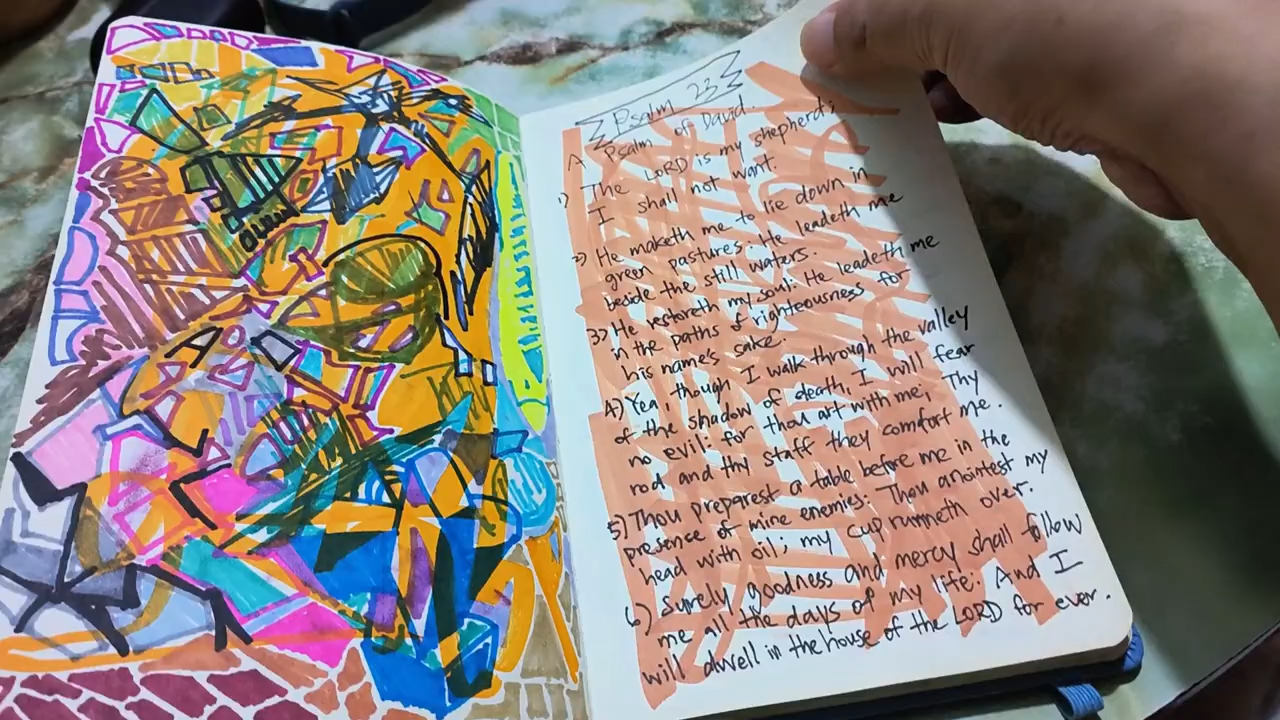 Psalm 23
A Psalm of David.
1) The LORD is my shepherd;
I shall not want.
2) He maketh me to lie down in
green pastures: He leadeth me
beside the still waters.
3) He restoreth my soul: He leadeth me
in the paths of righteousness for
his name's sake.
4) Yea, though I walk through the valley
of the shadow of death, I will fear
no evil: for thou art with me; Thy
rod and thy staff they comfort me.
5) Thou preparest a table before me in the
presence of mine enemies: Thou anointest my
head with oil; my cup runneth over.
6) Surely goodness and mercy shall follow
me all the days of my life: And I
will dwell in the house of the LORD for ever.